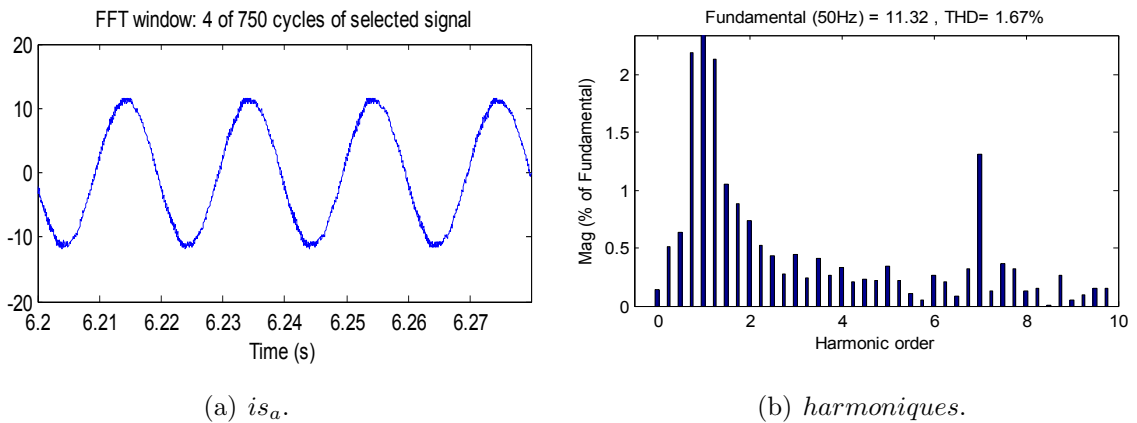 FFT window: 4 of 750 cycles of selected signal
20
10
0
-10
-20
6.2 6.21 6.22 6.23 6.24 6.25 6.26 6.27
Time (s)
(a) isₐ.
Fundamental (50Hz) = 11.32 , THD= 1.67%
Mag (% of Fundamental)
2
1.5
1
0.5
0
0 2 4 6 8 10
Harmonic order
(b) harmoniques.